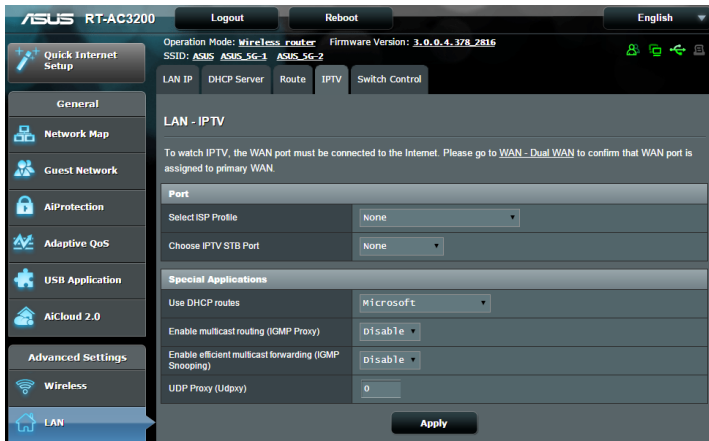 ASUS RT-AC3200
Logout
Reboot
English
Quick Internet
Setup
Operation Mode: Wireless router Firmware Version: 3.0.0.4.378_2816
SSID: ASUS ASUS_5G-1 ASUS_5G-2
LAN IP
DHCP Server
Route
IPTV
Switch Control
General
Network Map
Guest Network
AiProtection
Adaptive QoS
USB Application
AiCloud 2.0
Advanced Settings
Wireless
LAN
LAN - IPTV
To watch IPTV, the WAN port must be connected to the Internet. Please go to WAN - Dual WAN to confirm that WAN port is
assigned to primary WAN.
Port
Select ISP Profile
None
Choose IPTV STB Port
None
Special Applications
Use DHCP routes
Microsoft
Enable multicast routing (IGMP Proxy)
Disable
Enable efficient multicast forwarding (IGMP
Snooping)
Disable
UDP Proxy (Udpxy)
0
Apply